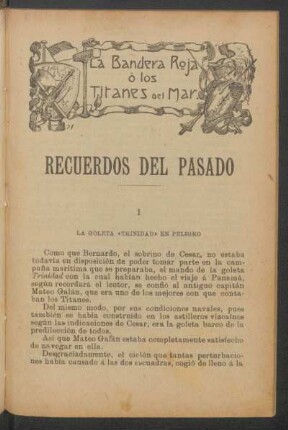 La Bandera Roja
ó los
Titanes del Mar
RECUERDOS DEL PASADO
I
LA GOLETA «TRINIDAD» EN PELIGRO
Como que Bernardo, el sobrino de Cesar, no estaba
todavía en disposición de poder tomar parte en la cam-
paña marítima que se preparaba, el mando de la goleta
Trinidad con la cual habían hecho el viaje á Panamá,
según recordará el lector, se confió al antiguo capitán
Mateo Galán, que era uno de los mejores con que conta-
ban los Titanes.
Del mismo modo, por sus condiciones navales, pues
también se había construido en los astilleros vizcaínos
según las indicaciones de Cesar, era la goleta barco de la
predilección de todos.
Así que Mateo Galán estaba completamente satisfecho
de navegar en ella.
Desgraciadamente, el ciclón que tantas perturbacio-
nes había causado á las dos escuadras, cogió de lleno á la